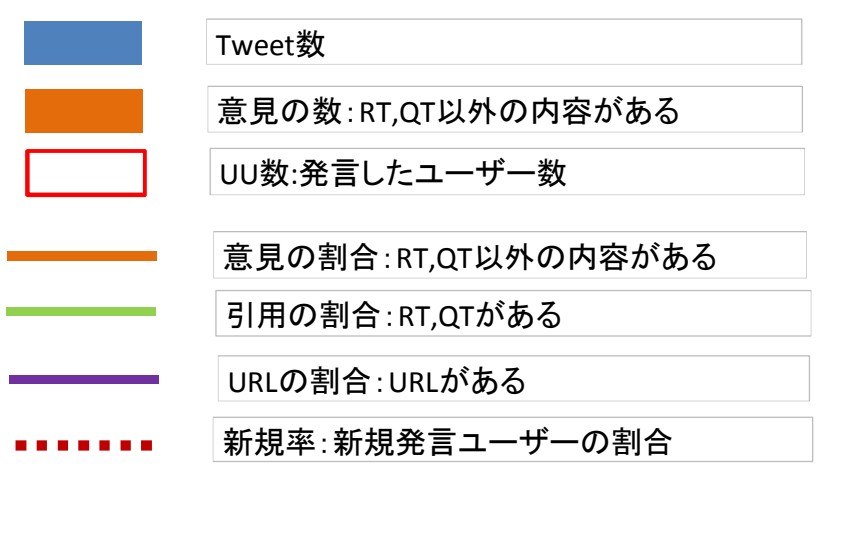 Tweet数
意見の数：RT,QT以外の内容がある
UU数:発言したユーザー数
意見の割合：RT,QT以外の内容がある
引用の割合：RT,QTがある
URLの割合：URLがある
新規率：新規発言ユーザーの割合